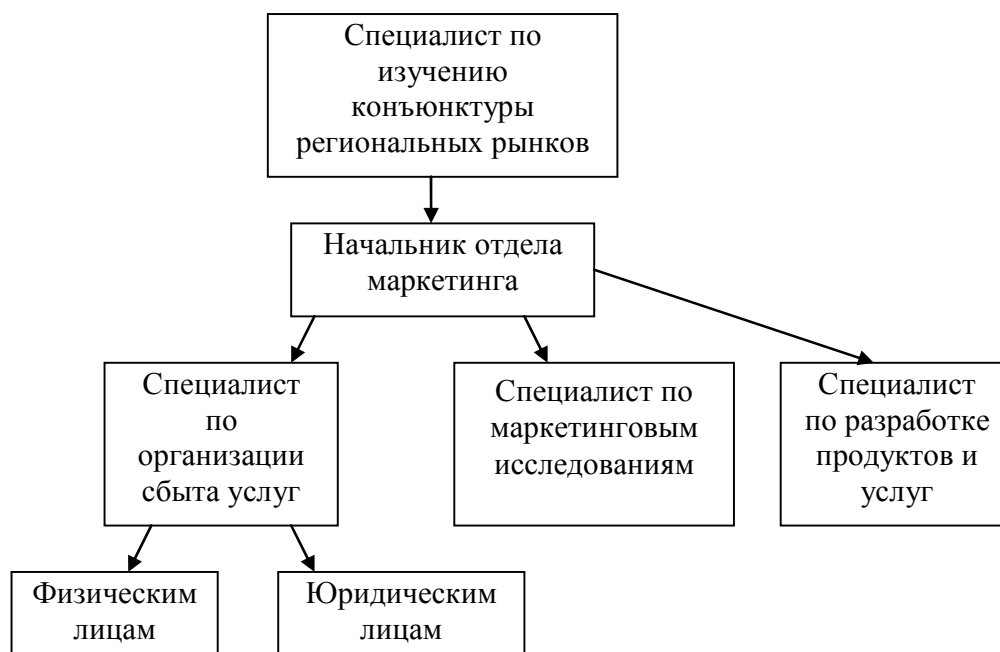 Специалист по
изучению
конъюнктуры
региональных рынков
Начальник отдела
маркетинга
Специалист
по
организации
сбыта услуг
Специалист по
маркетинговым
исследованиям
Специалист
по разработке
продуктов и
услуг
Физическим
лицам
Юридическим
лицам